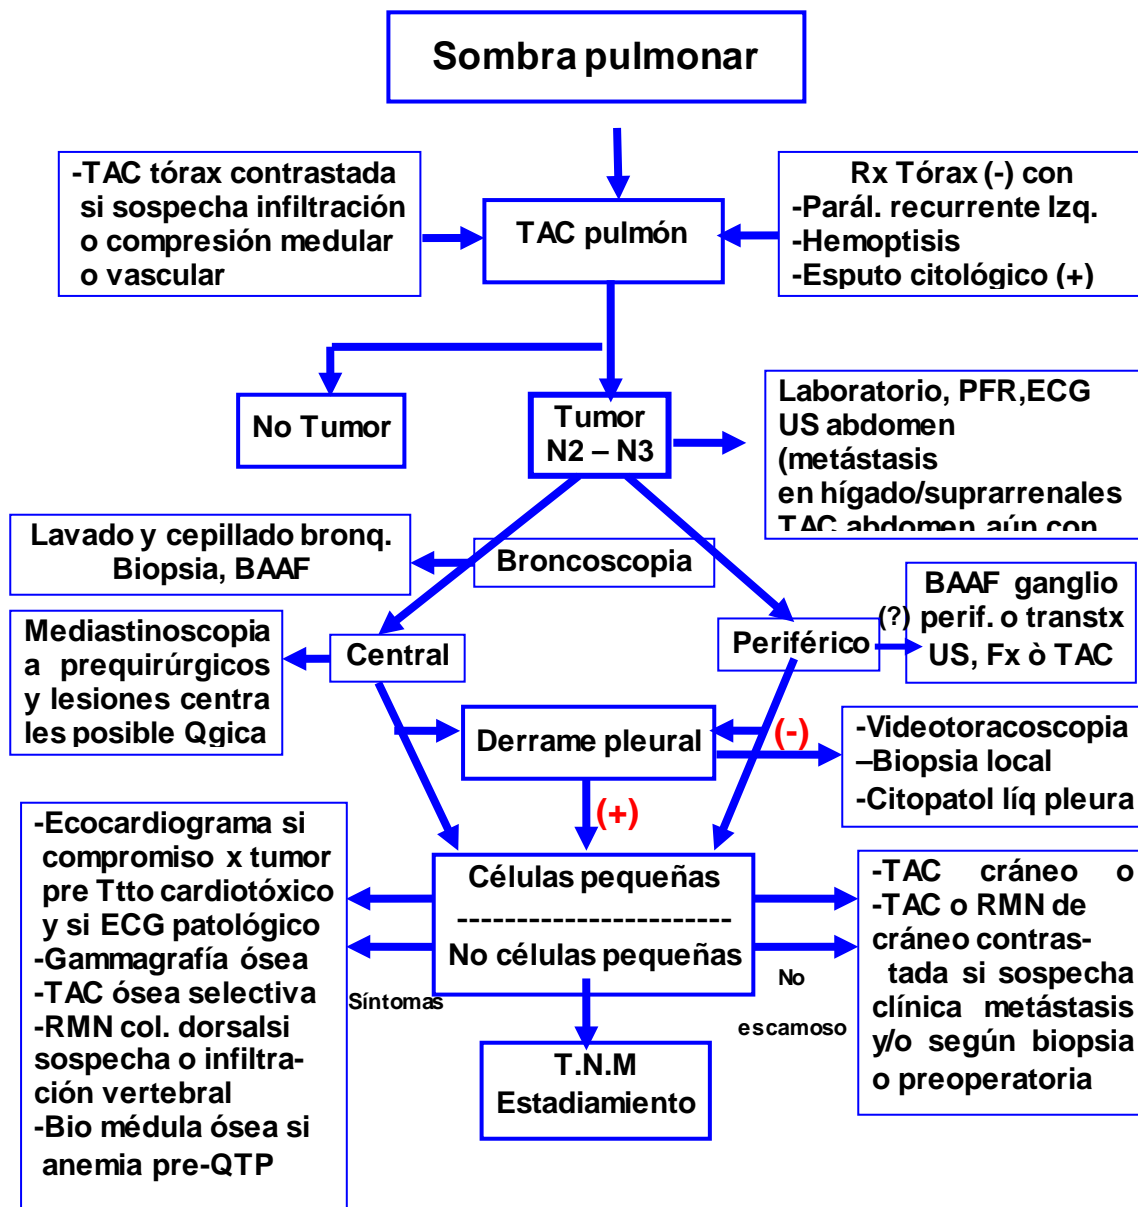 Sombra pulmonar
-TAC tórax contrastada
si sospecha infiltración
o compresión medular
o vascular
TAC pulmón
Rx Tórax (-) con
-Parál. recurrente Izq.
-Hemoptisis
-Esputo citológico (+)
No Tumor
Tumor
N2 – N3
Laboratorio, PFR,ECG
US abdomen
(metástasis
en hígado/suprarrenales
TAC abdomen aún con
Lavado y cepillado bronq.
Biopsia, BAAF
Broncoscopia
BAAF ganglio
perif. o transtx
US, Fx ò TAC
(?)
Mediastinoscopia
a prequirúrgicos
y lesiones centra
les posible Qgica
Central
Periférico
Derrame pleural
(-)
(+)
-Videotoracoscopia
–Biopsia local
-Citopatol líq pleura
-Ecocardiograma si
compromiso x tumor
pre Ttto cardiotóxico
y si ECG patológico
-Gammagrafía ósea
-TAC ósea selectiva
-RMN col. dorsalsi
sospecha o infiltra-
ción vertebral
-Bio médula ósea si
anemia pre-QTP
Síntomas
Células pequeñas
-----------------------
No células pequeñas
No
escamoso
-TAC cráneo o
-TAC o RMN de
cráneo contras-
tada si sospecha
clínica metástasis
y/o según biopsia
o preoperatoria
T.N.M
Estadiamiento